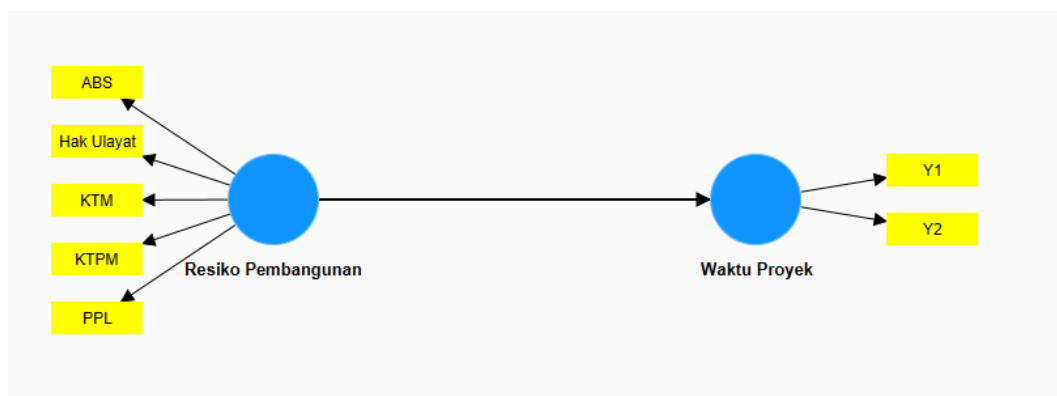 ABS
Hak Ulayat
KTM
KTPM
PPL
Resiko Pembangunan
Waktu Proyek
Y1
Y2